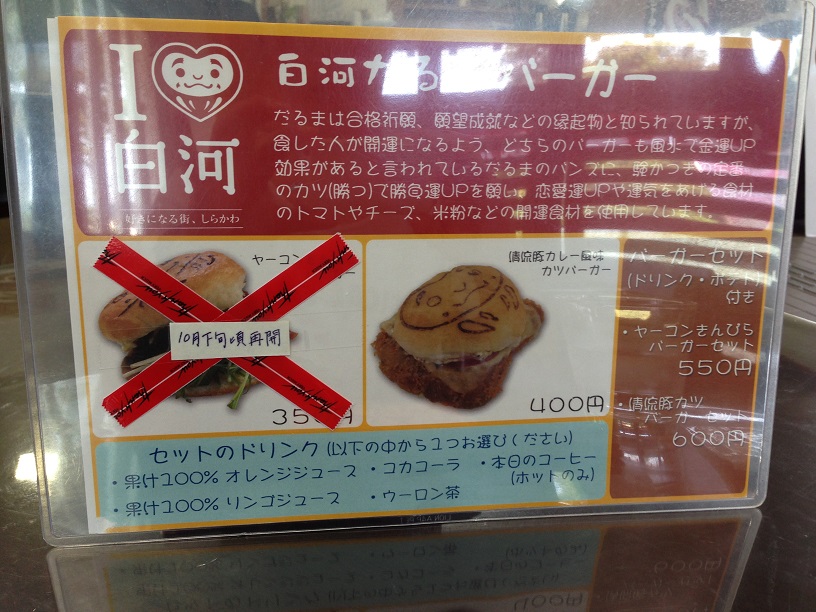 I
白河
好きになる街、しらかわ
白河 バーガー
だるまは合格祈願、願望成就などの縁起物と知られていますが、
食した人が開運になるよう、どちらのバーガーも風水で金運UP
効果があると言われているだるまのバンズに、験かつぎの定番
のカツ(勝つ)で勝負運UPを願い、恋愛運UPや運気をあげる食材
のトマトやチーズ、米粉などの開運食材を使用しています。
ヤーコン
10月下旬頃再開
35
清流豚カレー風味
カツバーガー
400円
バーガーセット
(ドリンク・ポテト)
付き
・ヤーコンきんぴら
バーガーセット
550円
・清流豚カツ
バーガーセット
600円
セットのドリンク(以下の中から1つお選びください)
・果汁100% オレンジジュース ・コカコーラ ・本日のコーヒー
(ホットのみ)
・果汁100% リンゴジュース ・ウーロン茶